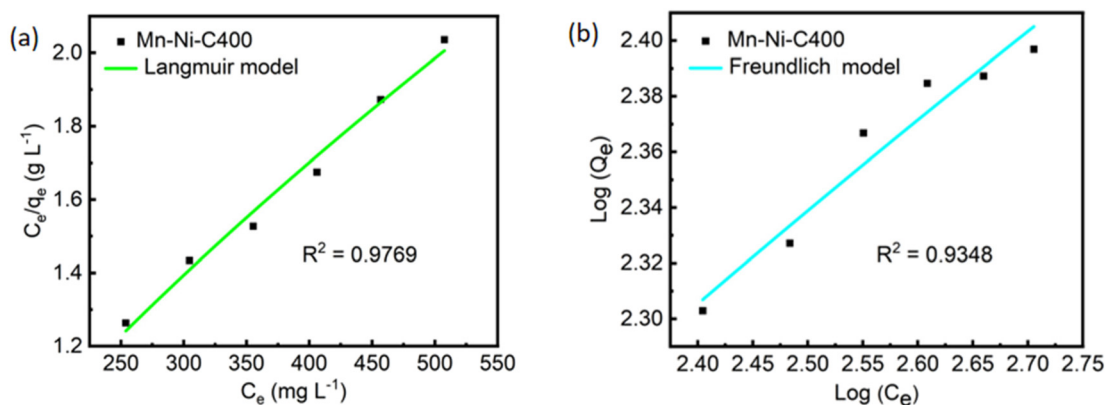 (a)
Mn-Ni-C400
Langmuir model
R² = 0.9769
Cₑ/qₑ (g L⁻¹)
2.0
1.8
1.6
1.4
1.2
250 300 350 400 450 500 550
Cₑ (mg L⁻¹)
(b)
Mn-Ni-C400
Freundlich model
R² = 0.9348
Log (Qₑ)
2.40
2.38
2.36
2.34
2.32
2.30
2.40 2.45 2.50 2.55 2.60 2.65 2.70 2.75
Log (Cₑ)